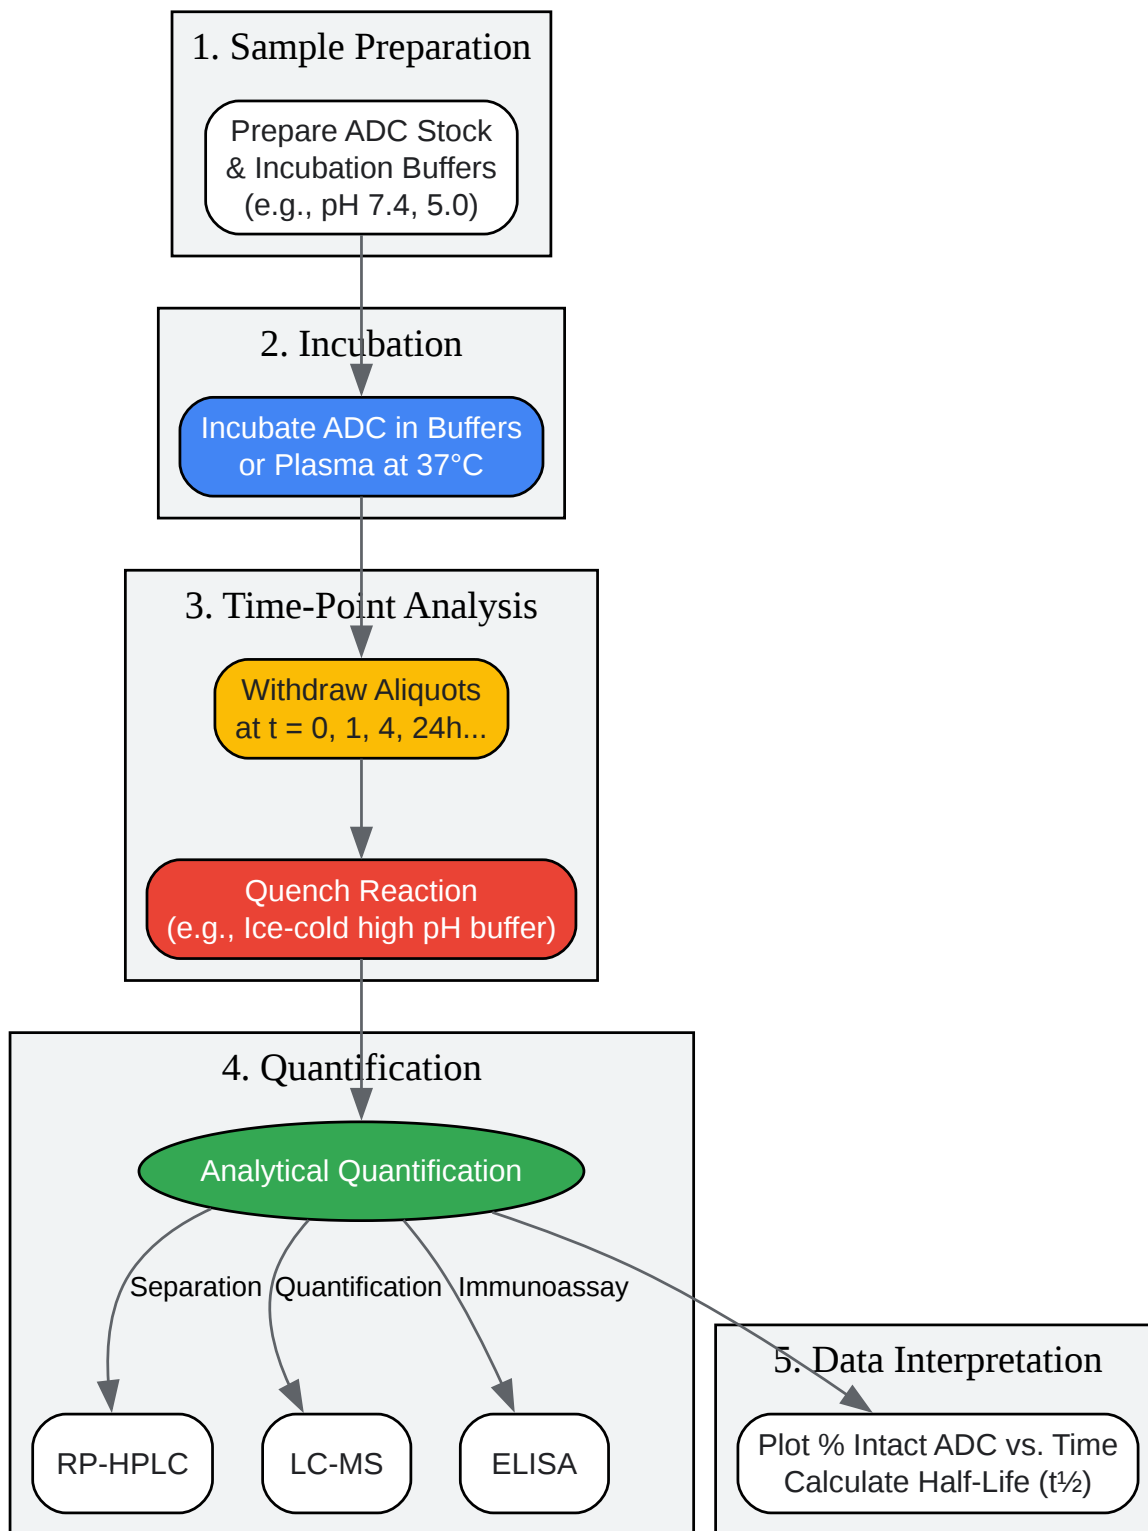 1. Sample Preparation
Prepare ADC Stock
& Incubation Buffers
(e.g., pH 7.4, 5.0)
2. Incubation
Incubate ADC in Buffers
or Plasma at 37°C
3. Time-Point Analysis
Withdraw Aliquots
at t = 0, 1, 4, 24h...
Quench Reaction
(e.g., Ice-cold high pH buffer)
4. Quantification
Analytical Quantification
Separation
Quantification
Immunoassay
RP-HPLC
LC-MS
ELISA
5. Data Interpretation
Plot % Intact ADC vs. Time
Calculate Half-Life (t½)